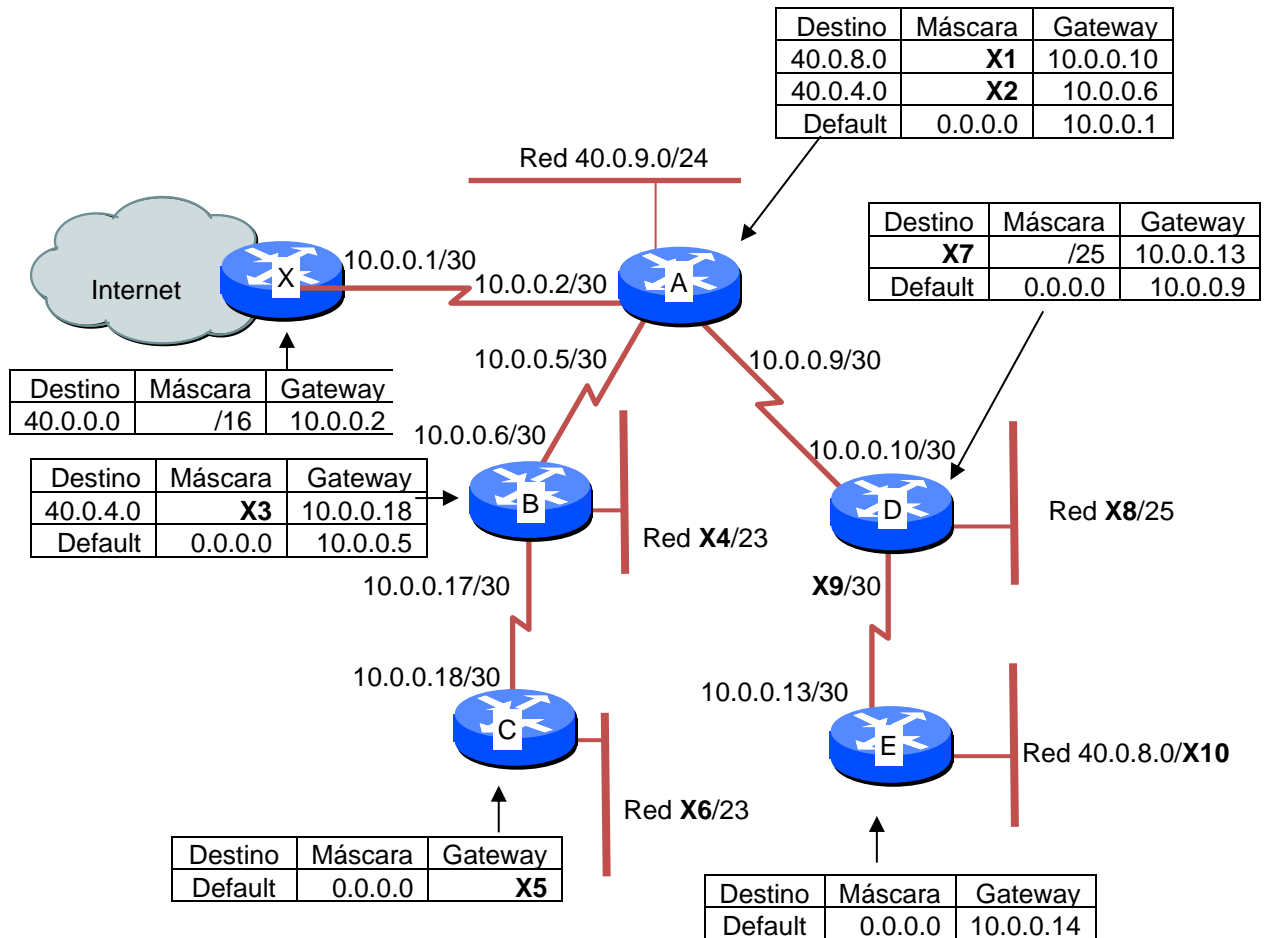 Destino Máscara Gateway
40.0.8.0 X1 10.0.0.10
40.0.4.0 X2 10.0.0.6
Default 0.0.0.0 10.0.0.1
Red 40.0.9.0/24
Destino Máscara Gateway
X7 /25 10.0.0.13
Default 0.0.0.0 10.0.0.9
Internet
X
10.0.0.1/30
10.0.0.2/30
A
10.0.0.5/30
10.0.0.9/30
Destino Máscara Gateway
40.0.0.0 /16 10.0.0.2
10.0.0.6/30
10.0.0.10/30
Destino Máscara Gateway
40.0.4.0 X3 10.0.0.18
Default 0.0.0.0 10.0.0.5
B
Red X4/23
D
Red X8/25
10.0.0.17/30
X9/30
10.0.0.18/30
10.0.0.13/30
C
E
Red 40.0.8.0/X10
Red X6/23
Destino Máscara Gateway
Default 0.0.0.0 X5
Destino Máscara Gateway
Default 0.0.0.0 10.0.0.14